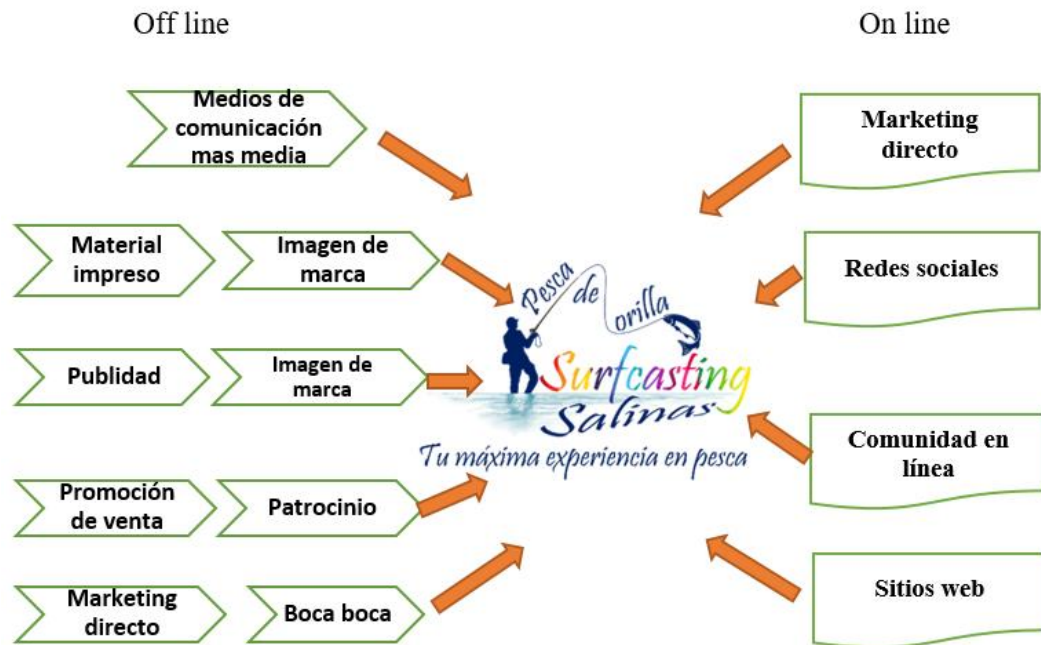 Off line
On line
Medios de
comunicación
mas media
Marketing
directo
Material
impreso
Imagen de
marca
Redes sociales
Pesca de orilla
Publidad
Imagen de
marca
Surfcasting
Salinas
Tu máxima experiencia en pesca
Comunidad en
línea
Promoción
de venta
Patrocinio
Marketing
directo
Boca boca
Sitios web